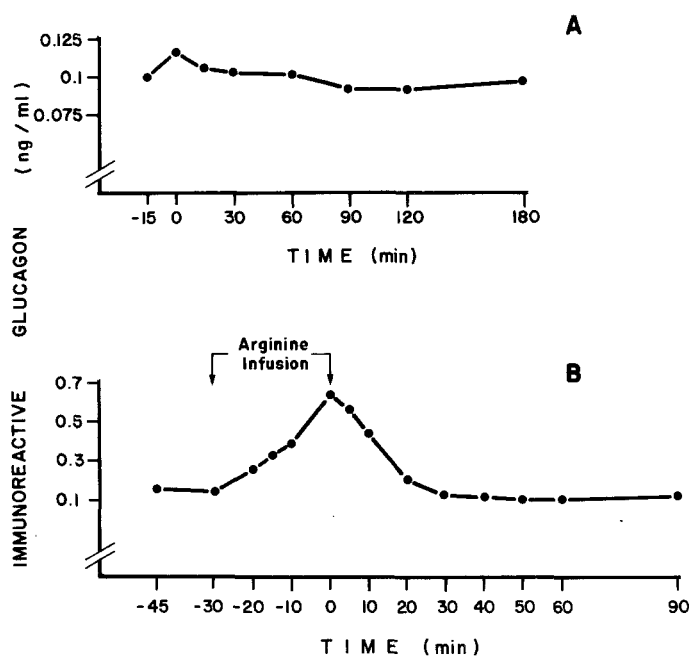 A
0.125
0.1
0.075
(ng / ml)
-15 0 30 60 90 120 180
TIME (min)
IMMUNOREACTIVE GLUCAGON
Arginine
Infusion
B
0.7
0.5
0.3
0.1
-45 -30 -20 -10 0 10 20 30 40 50 60 90
TIME (min)